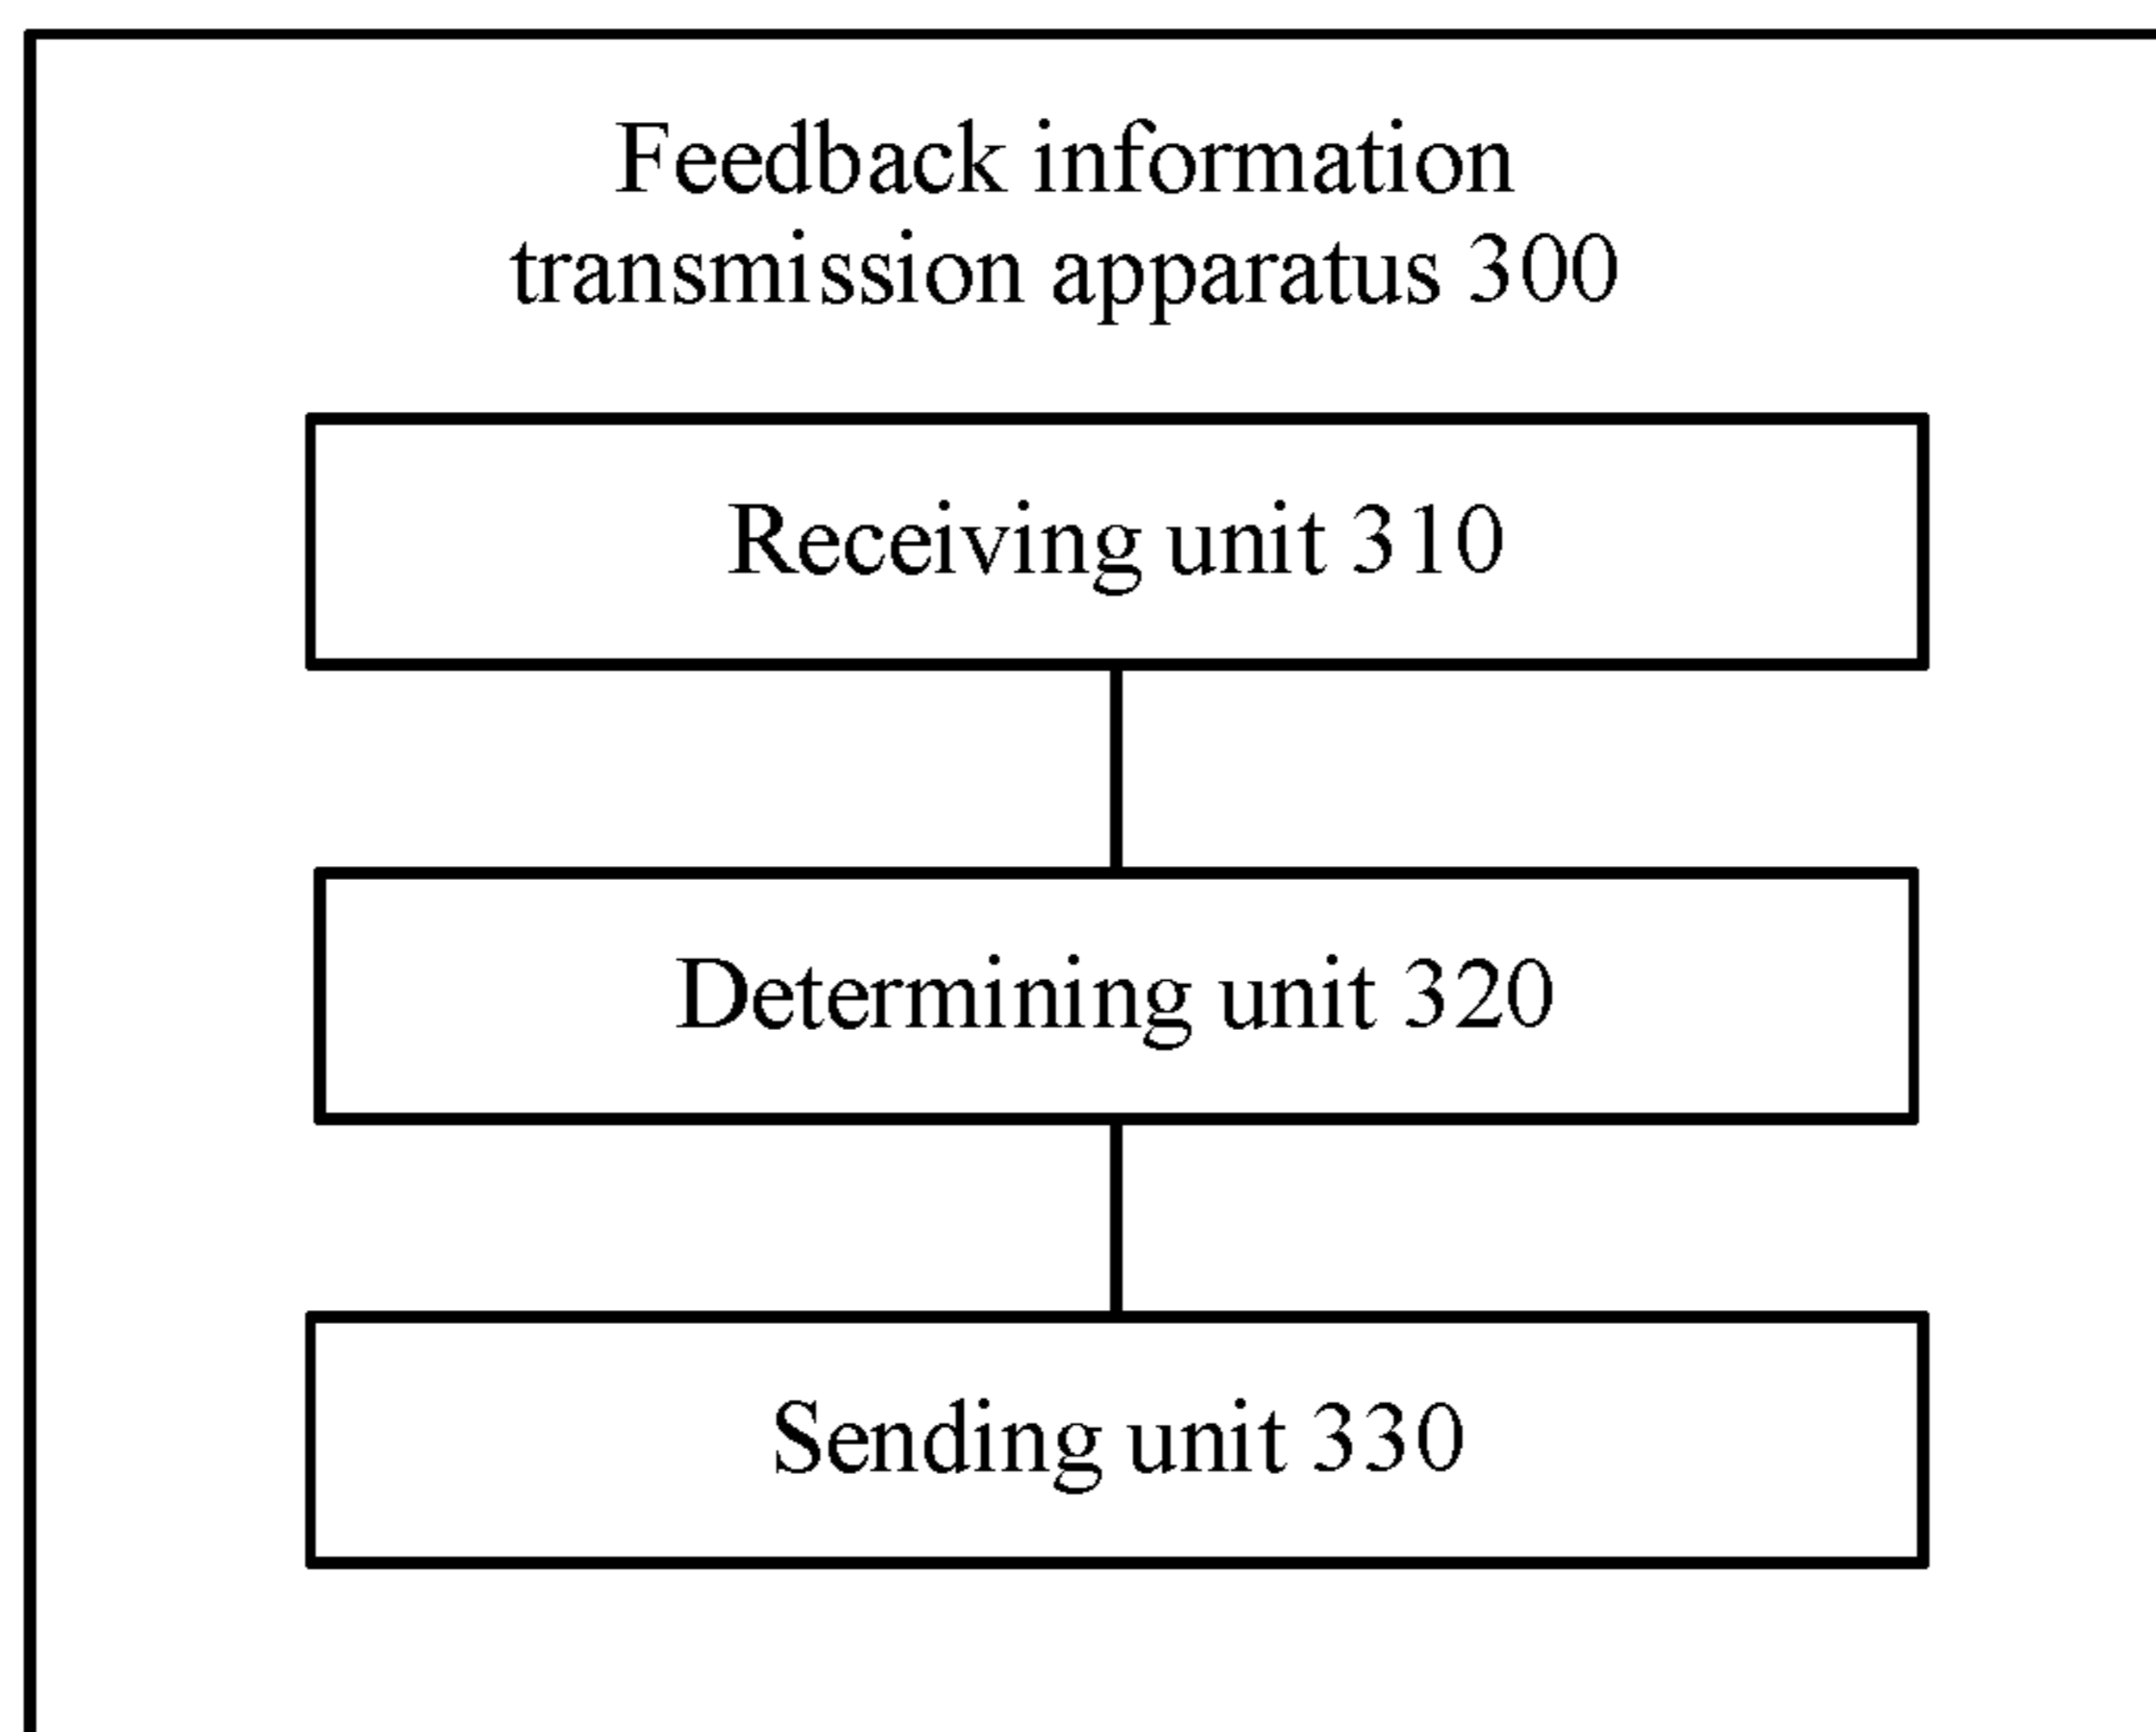 Feedback information
transmission apparatus 300
Receiving unit 310
Determining unit 320
Sending unit 330